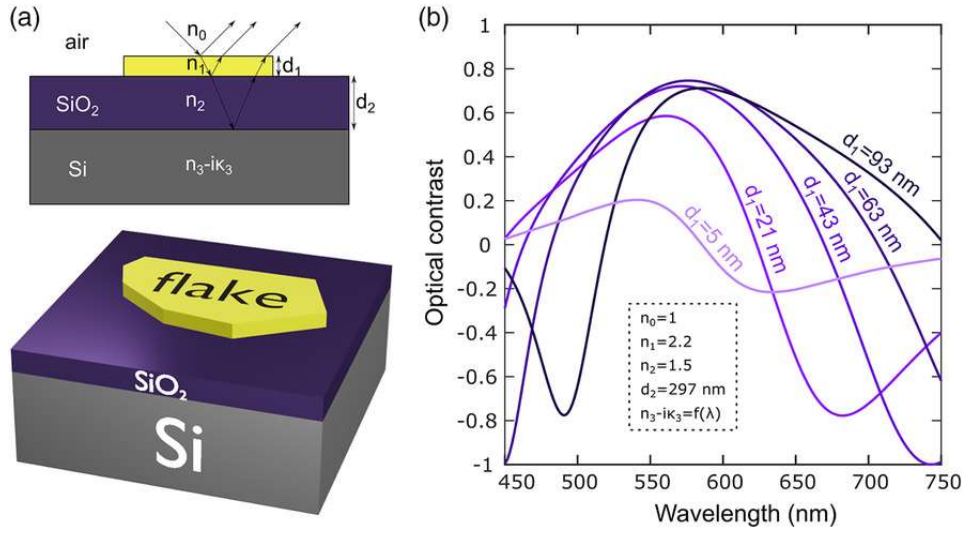 (a)
air
n₀
n₁
d₁
SiO₂
n₂
d₂
Si
n₃-iκ₃
flake
SiO₂
Si
(b)
Optical contrast
1
0.8
0.6
0.4
0.2
0
-0.2
-0.4
-0.6
-0.8
-1
d₁=5 nm
d₁=21 nm
d₁=43 nm
d₁=63 nm
d₁=93 nm
n₀=1
n₁=2.2
n₂=1.5
d₂=297 nm
n₃-iκ₃=f(λ)
450 500 550 600 650 700 750
Wavelength (nm)